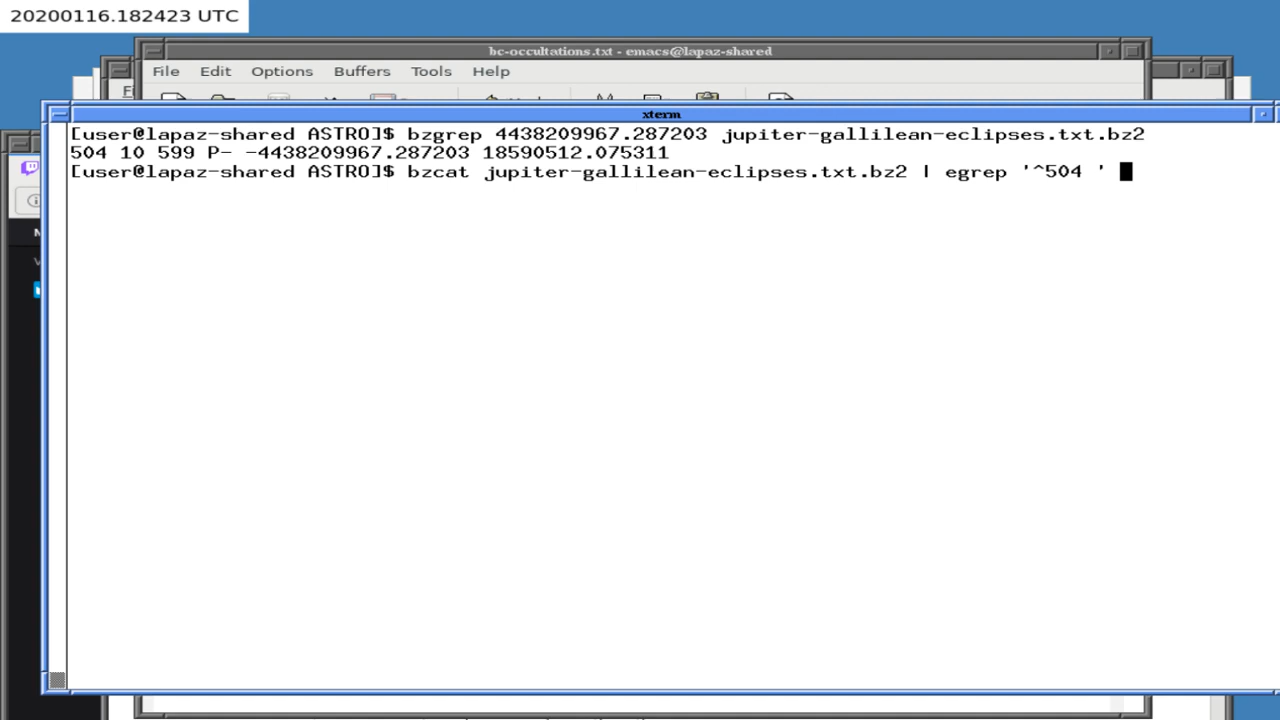 20200116.182423 UTC
bc-occultations.txt - emacs@lapaz-shared
File Edit Options Buffers Tools Help
xterm
[user@lapaz-shared ASTRO]$ bzgrep 4438209967.287203 jupiter-gallilean-eclipses.txt.bz2
504 10 599 P- -4438209967.287203 18590512.075311
[user@lapaz-shared ASTRO]$ bzcat jupiter-gallilean-eclipses.txt.bz2 | egrep '^504 '